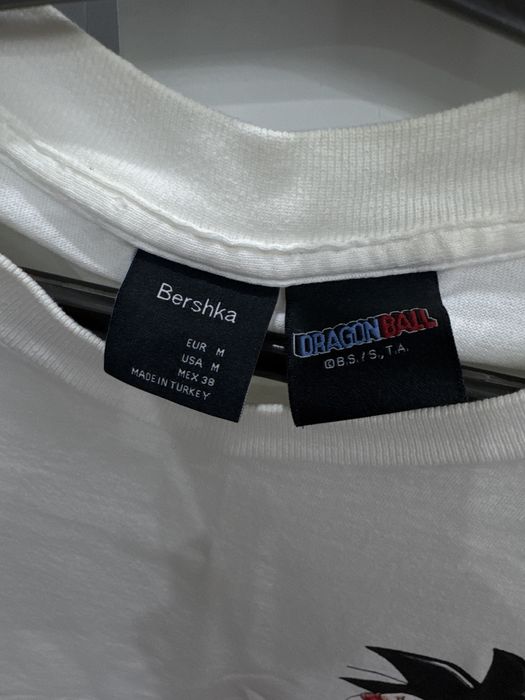 Bershka
EUR M
USA M
MEX 38
MADE IN TURKEY
DRAGON BALL
©B.S./S.,T.A.